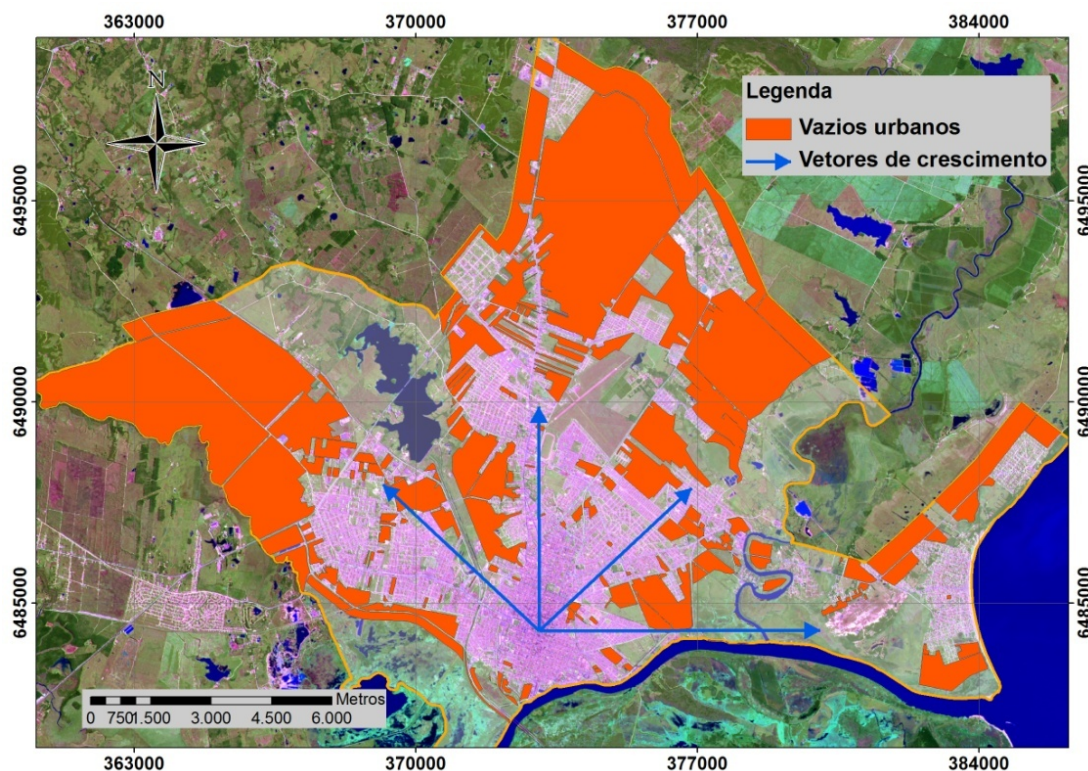 363000 370000 377000 384000
N
Legenda
Vazios urbanos
Vetores de crescimento
6495000 6495000
6490000 6490000
6485000 6485000
Metros
0 750 1.500 3.000 4.500 6.000
363000 370000 377000 384000